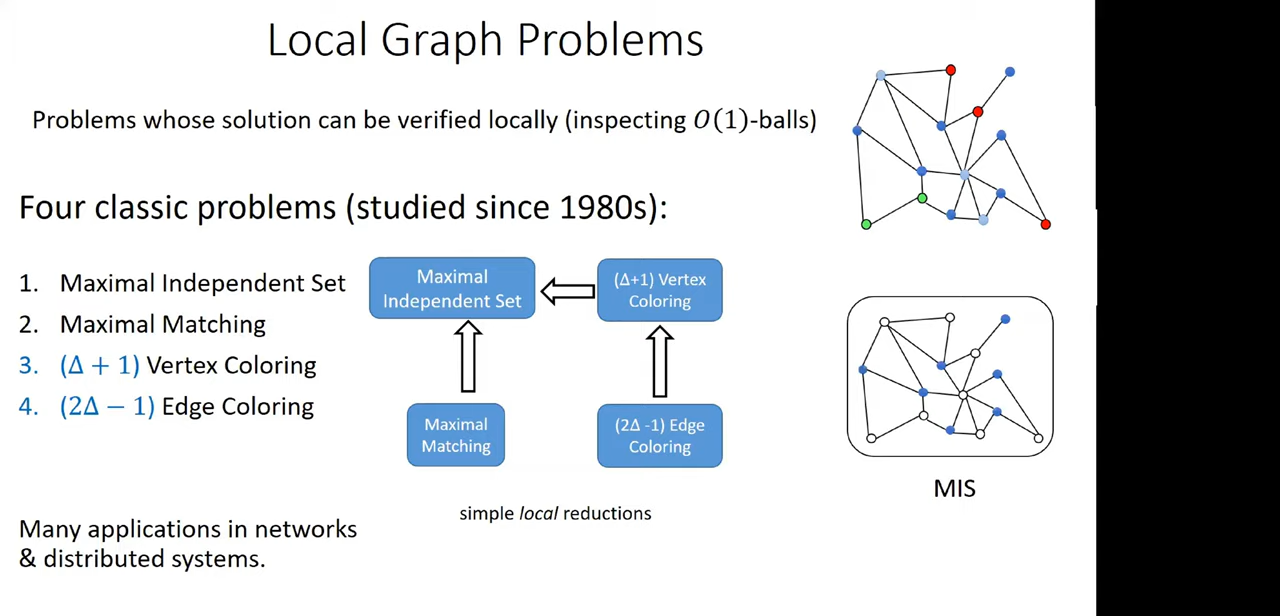 Local Graph Problems
Problems whose solution can be verified locally (inspecting O(1)-balls)
Four classic problems (studied since 1980s):
1. Maximal Independent Set
2. Maximal Matching
3. (Δ + 1) Vertex Coloring
4. (2Δ − 1) Edge Coloring
Maximal
Independent Set
(Δ+1) Vertex
Coloring
Maximal
Matching
(2Δ -1) Edge
Coloring
simple local reductions
Many applications in networks
& distributed systems.
MIS